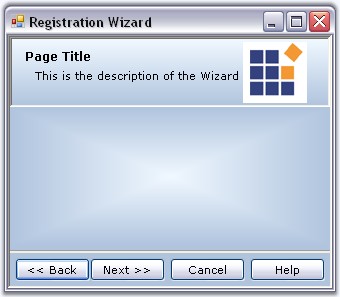 Registration Wizard
Page Title
This is the description of the Wizard
<< Back
Next >>
Cancel
Help